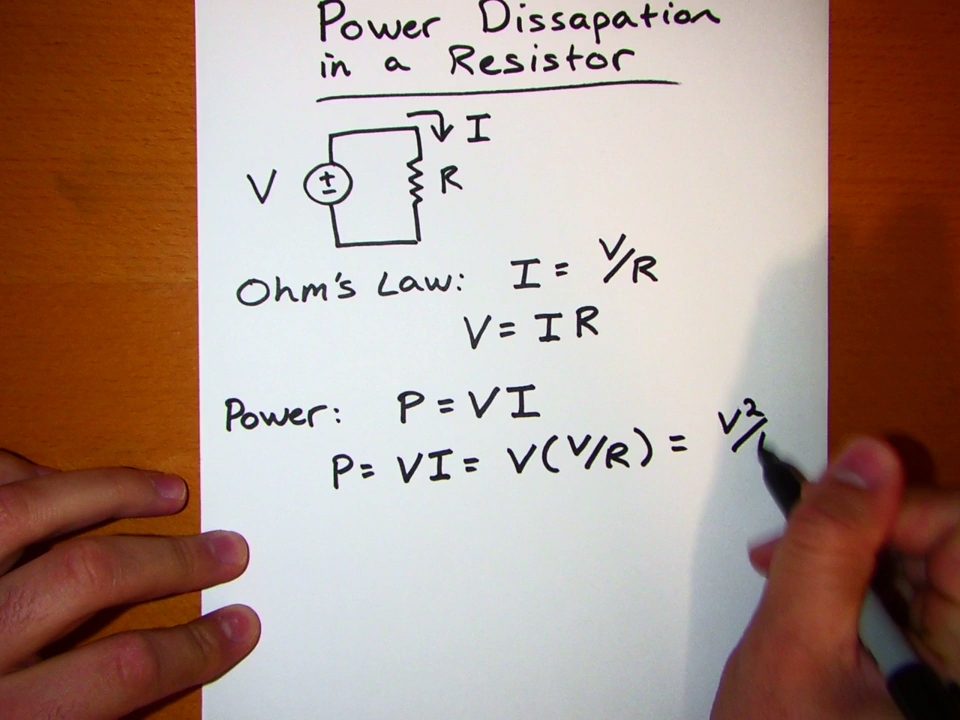 Power Dissapation
in a Resistor
I
V + - R
Ohm's Law: I = V/R
V = IR
Power: P = VI
P = VI = V(V/R) = V²/